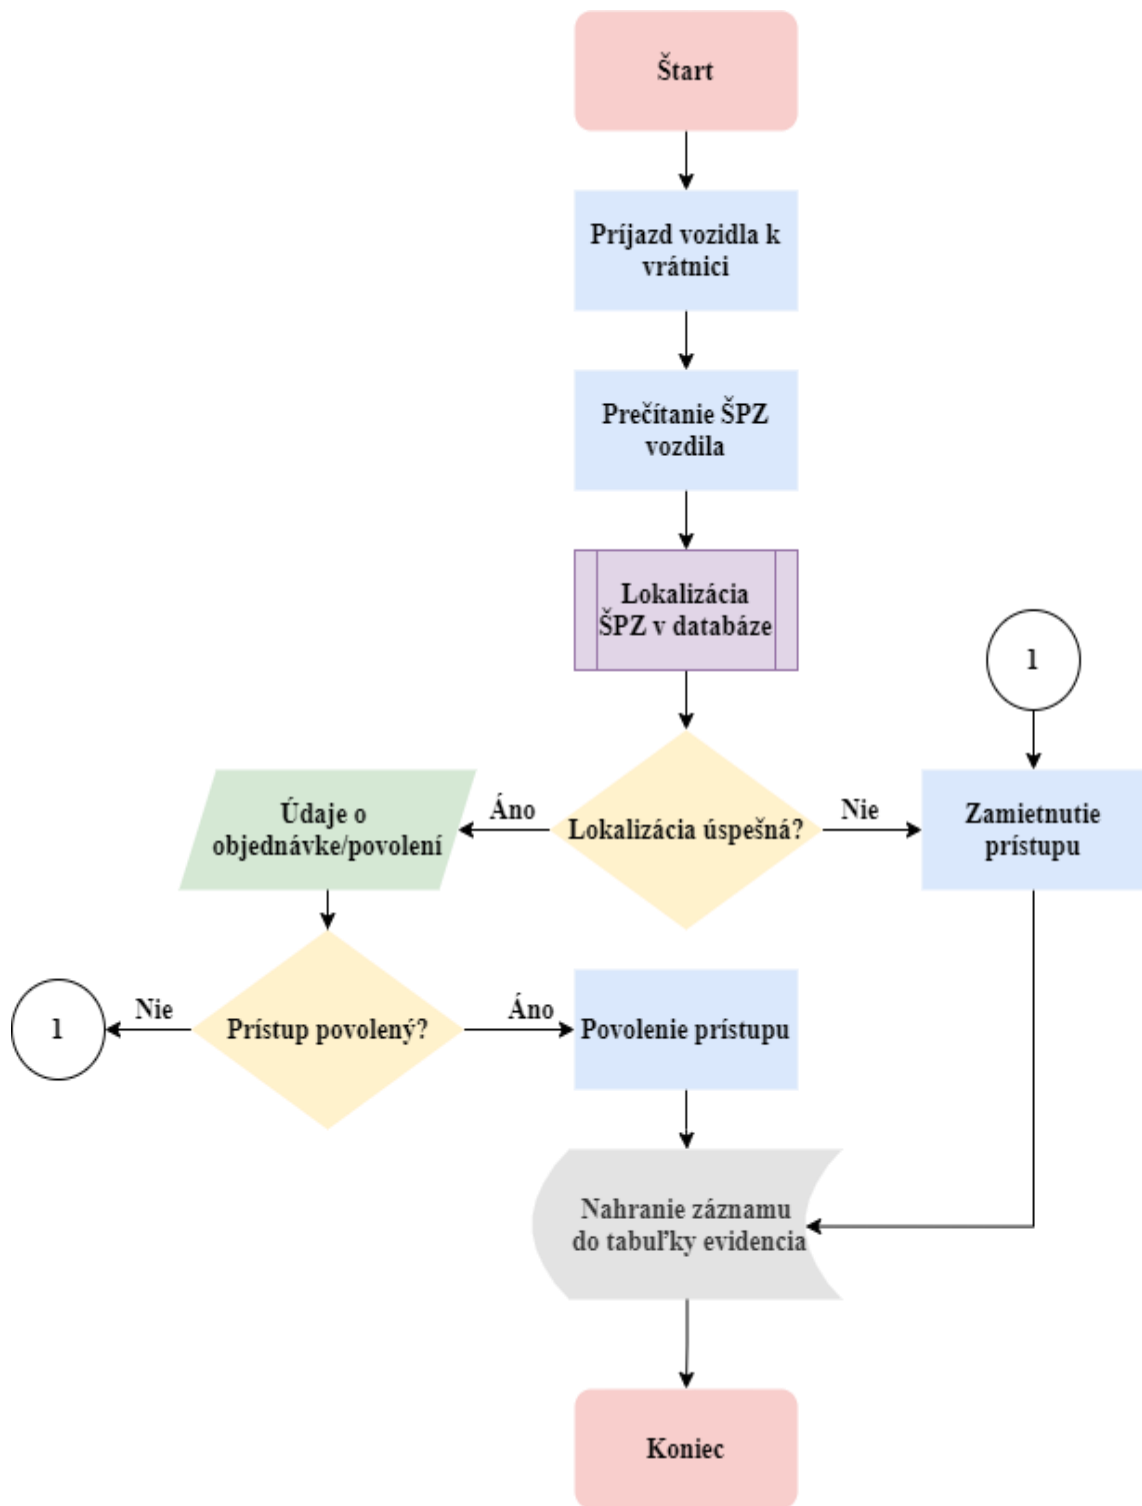 Štart
Príjazd vozidla k
vrátnici
Prečítanie ŠPZ
vozdila
Lokalizácia
ŠPZ v databáze
1
Údaje o
objednávke/povolení
Áno
Lokalizácia úspešná?
Nie
Zamietnutie
prístupu
1
Nie
Prístup povolený?
Áno
Povolenie prístupu
Nahranie záznamu
do tabuľky evidencia
Koniec